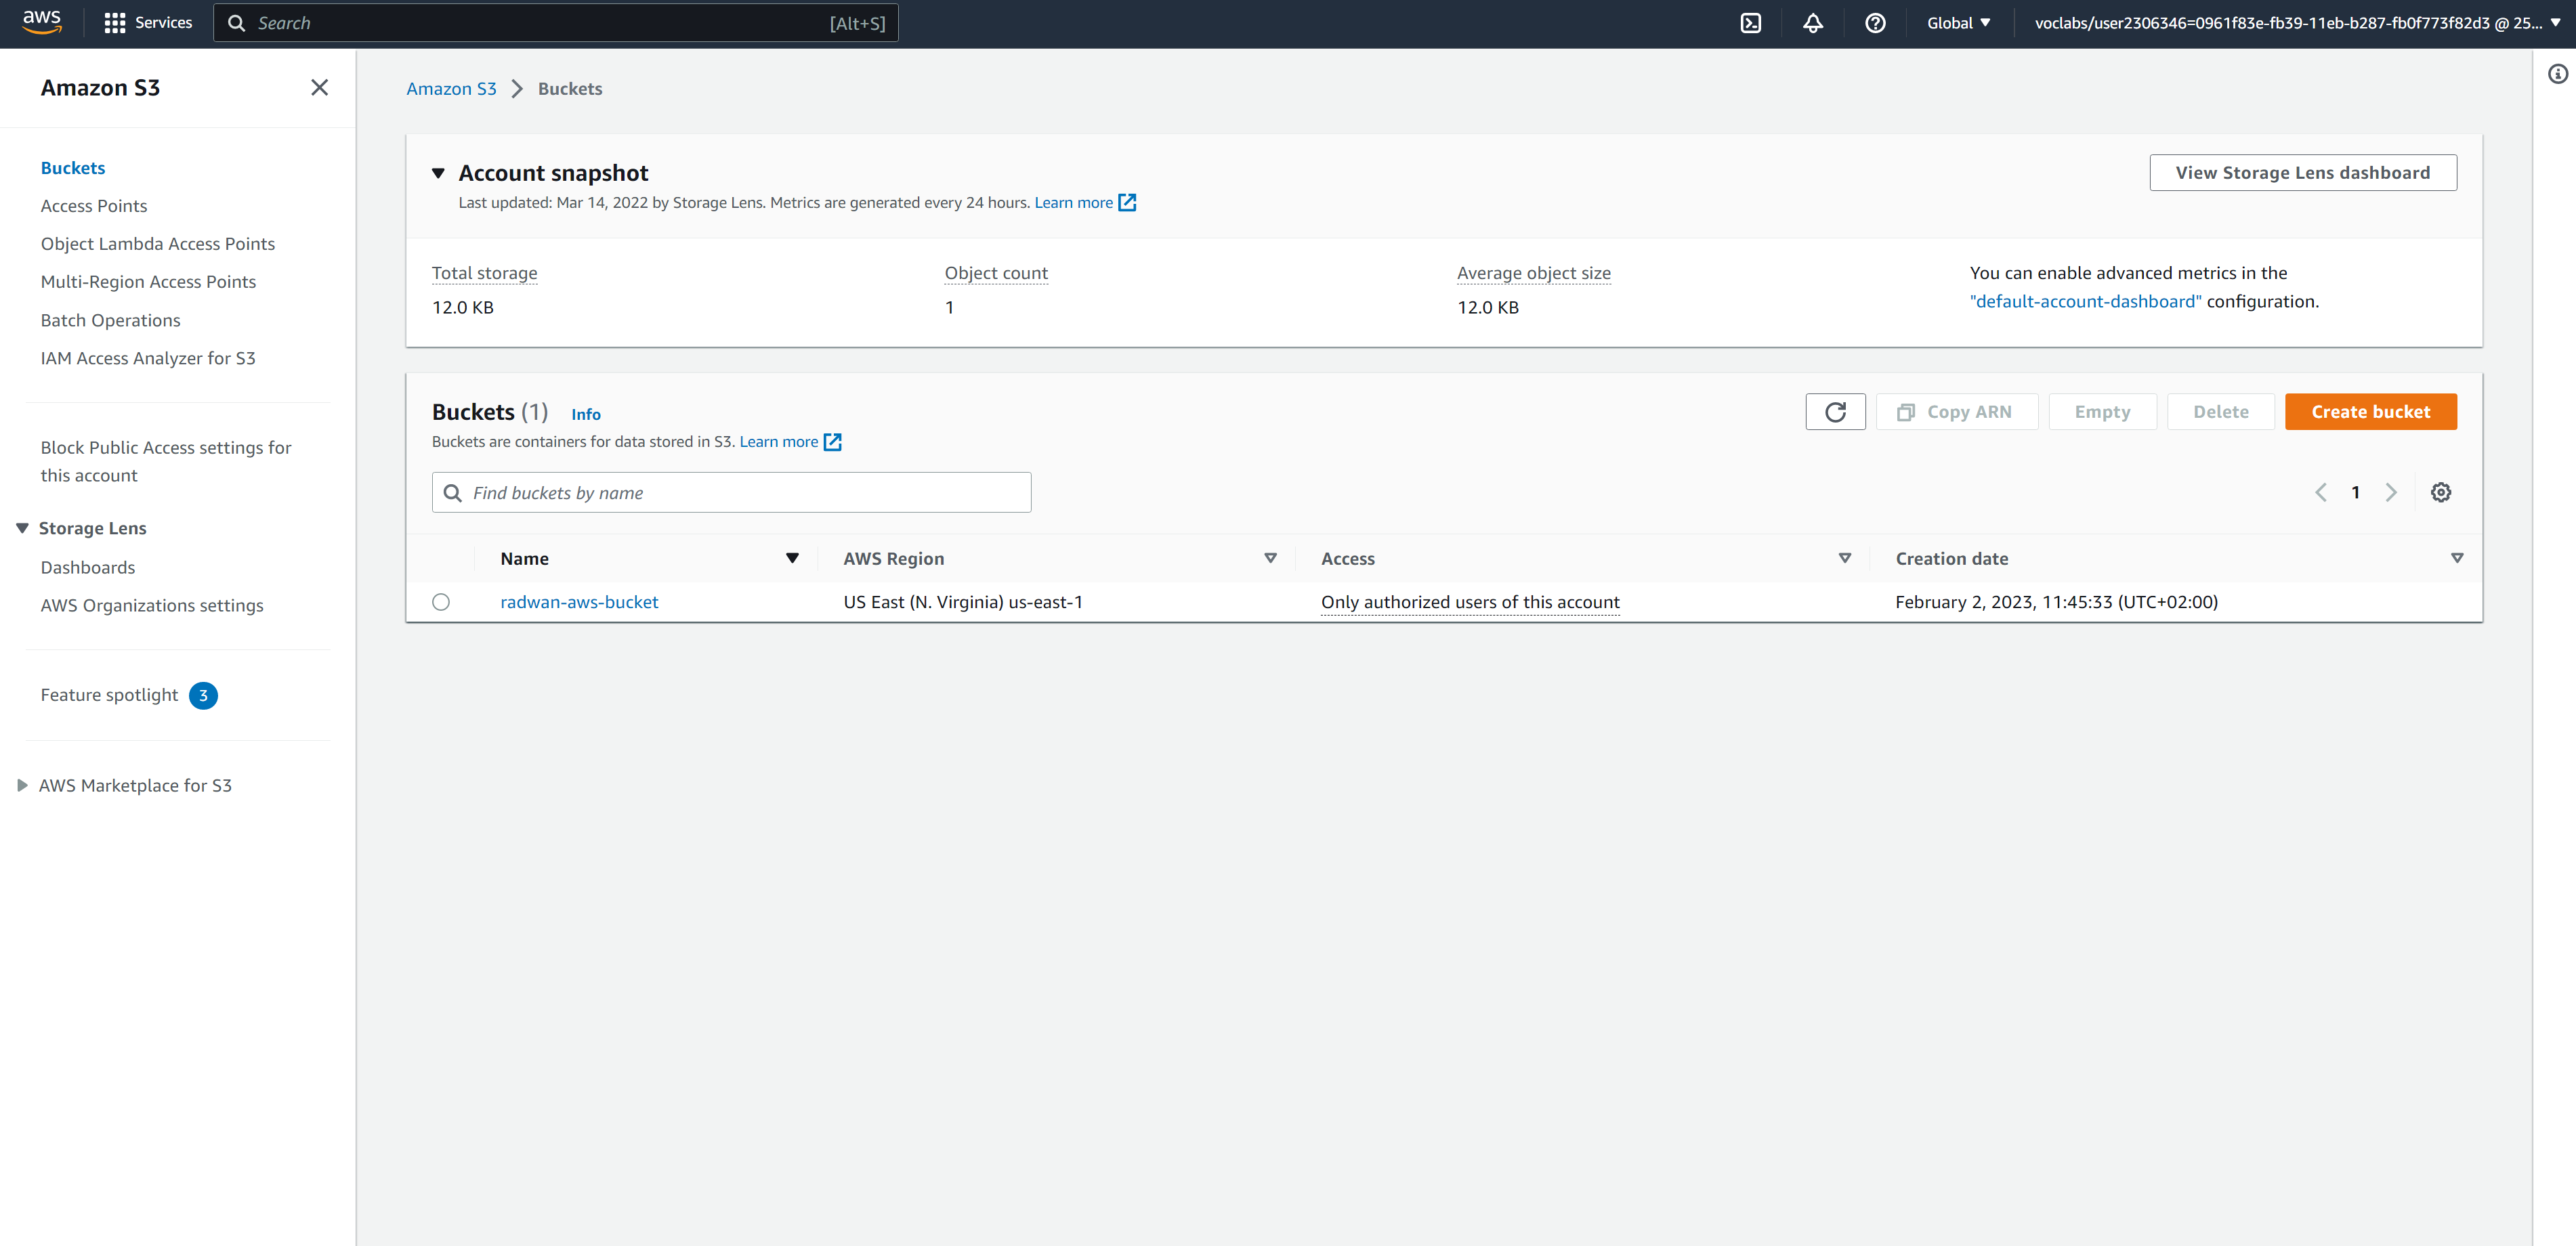 aws
Services
Search
[Alt+S]
Global
voclabs/user2306346=0961f83e-fb39-11eb-b287-fb0f773f82d3 @ 25...
Amazon S3
Buckets
Access Points
Object Lambda Access Points
Multi-Region Access Points
Batch Operations
IAM Access Analyzer for S3
Block Public Access settings for
this account
Storage Lens
Dashboards
AWS Organizations settings
Feature spotlight 3
AWS Marketplace for S3
Amazon S3 > Buckets
Account snapshot
Last updated: Mar 14, 2022 by Storage Lens. Metrics are generated every 24 hours. Learn more
View Storage Lens dashboard
Total storage
12.0 KB
Object count
1
Average object size
12.0 KB
You can enable advanced metrics in the
"default-account-dashboard" configuration.
Buckets (1) Info
Buckets are containers for data stored in S3. Learn more
Copy ARN
Empty
Delete
Create bucket
Find buckets by name
1
Name AWS Region Access Creation date
radwan-aws-bucket US East (N. Virginia) us-east-1 Only authorized users of this account February 2, 2023, 11:45:33 (UTC+02:00)